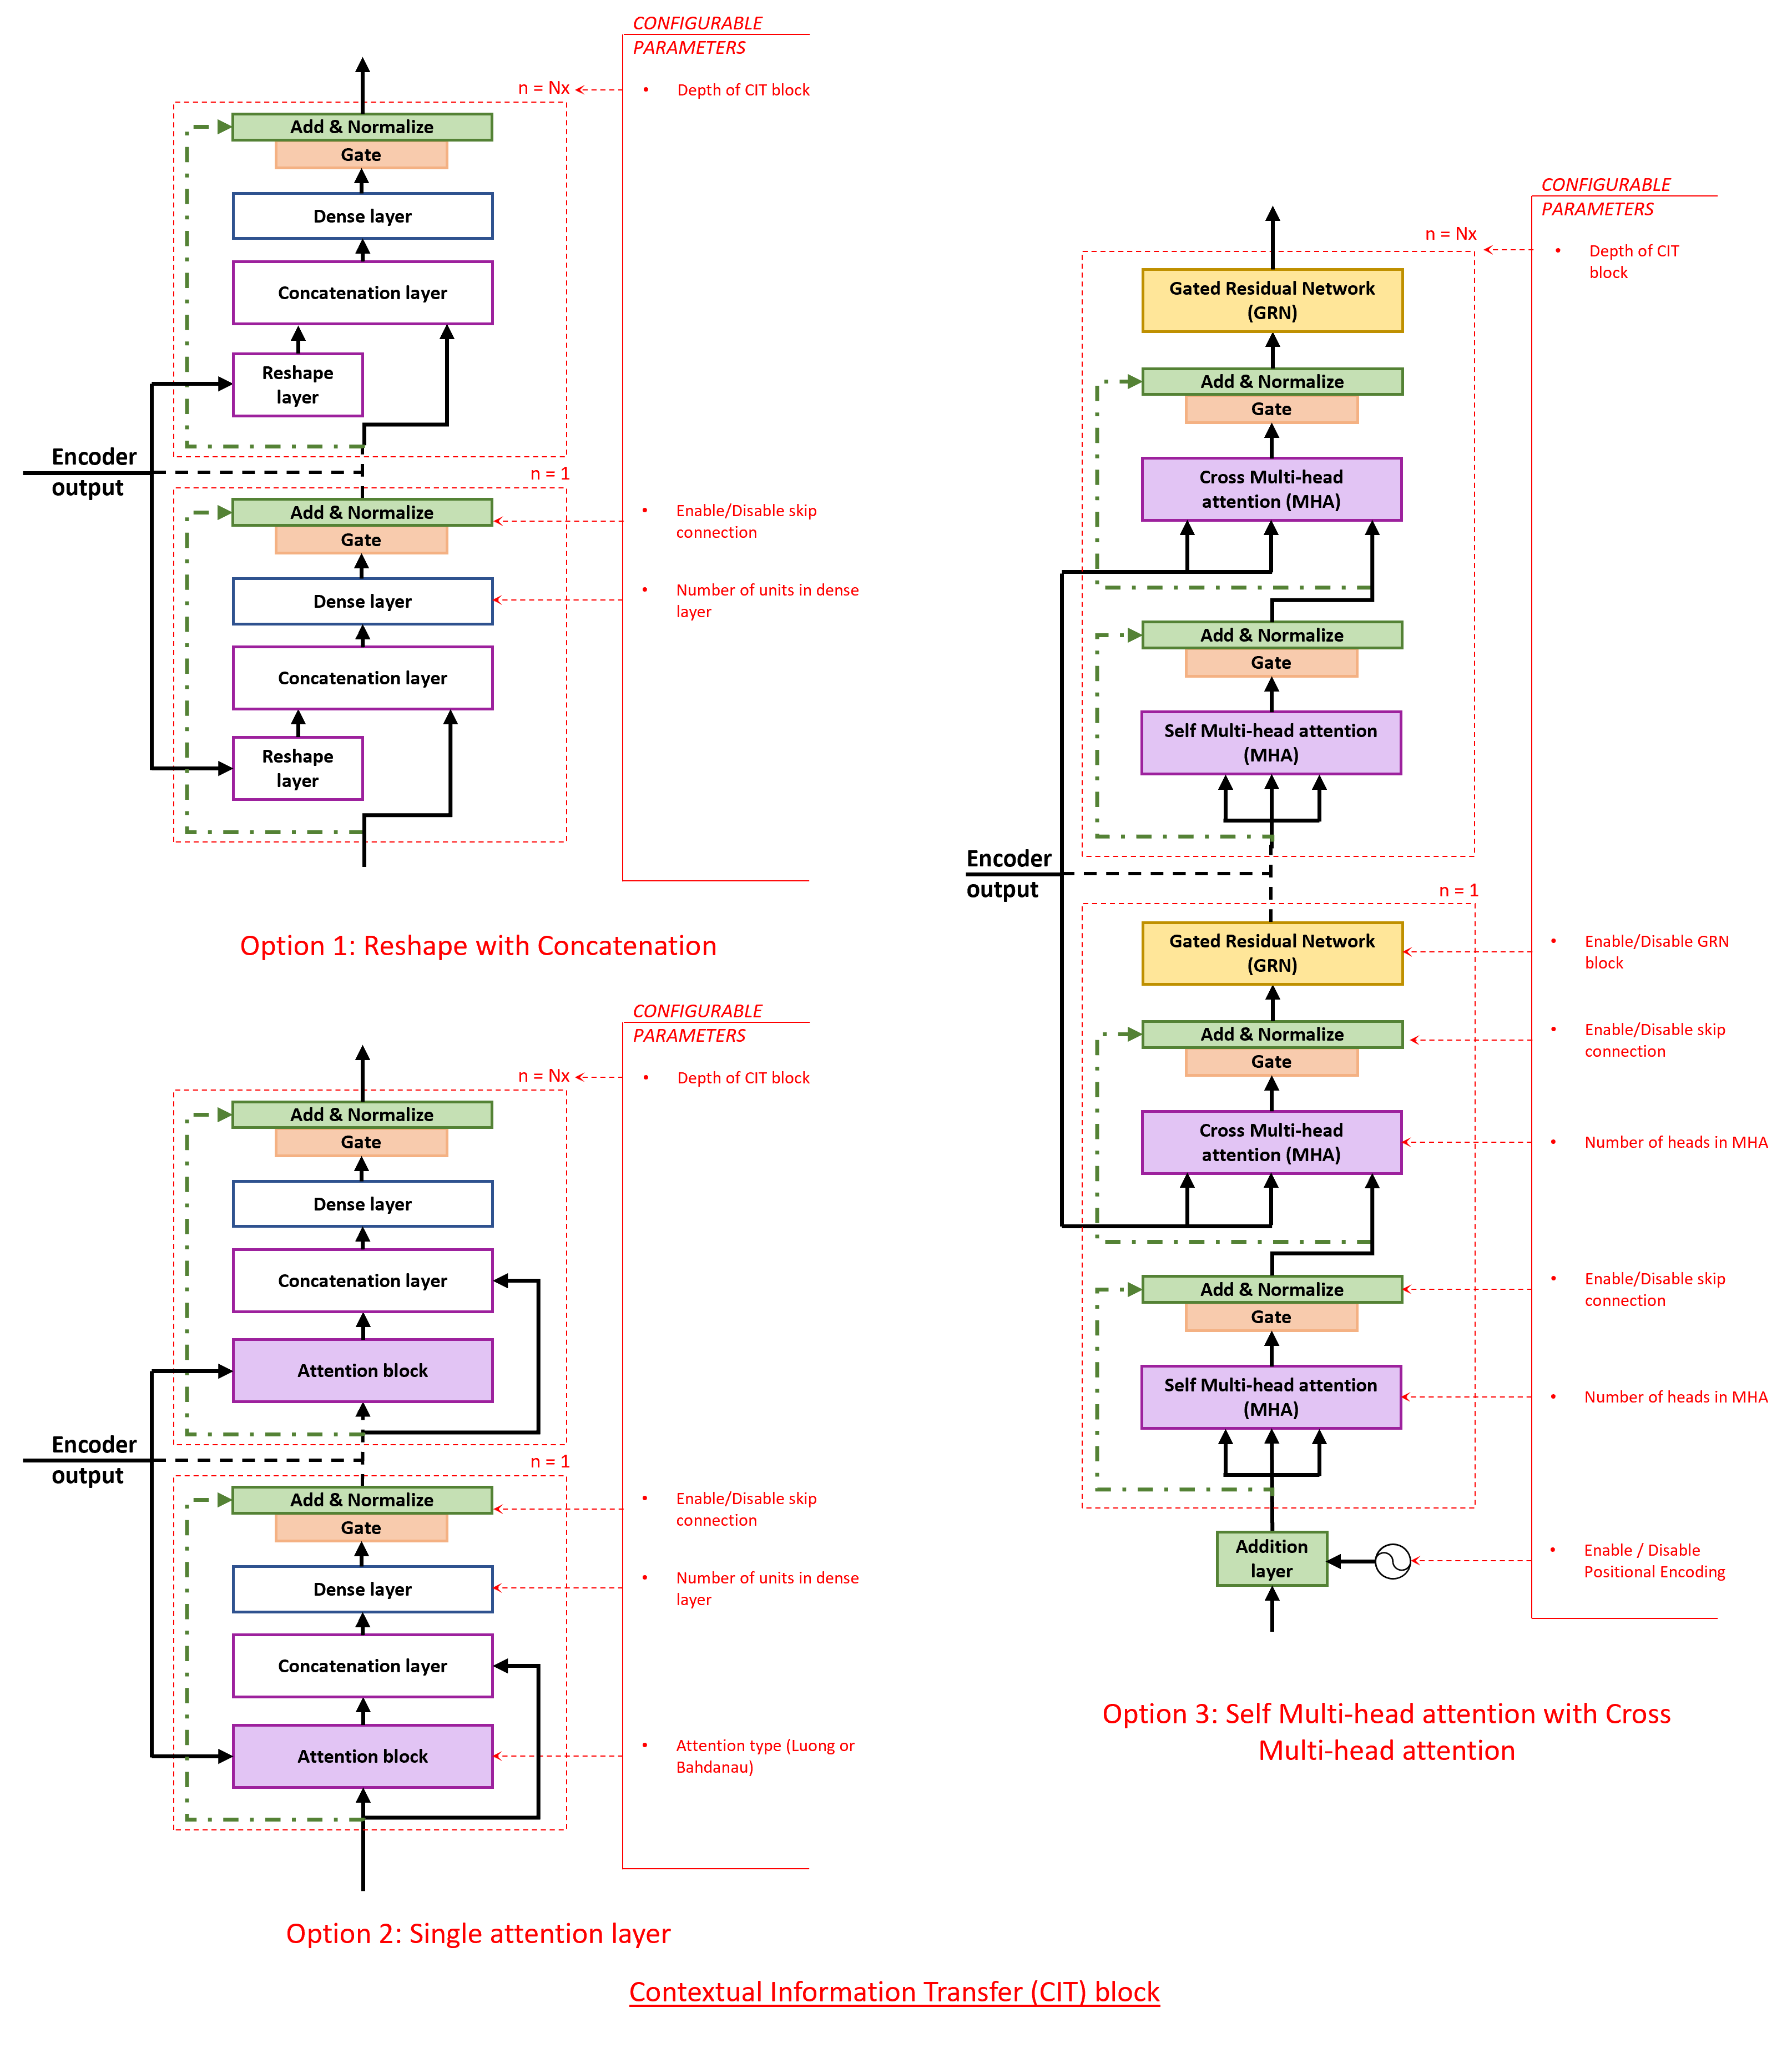 CONFIGURABLE
PARAMETERS
n = Nx
• Depth of CIT block
Add & Normalize
Gate
Dense layer
Concatenation layer
Reshape
layer
Encoder
output
n = 1
Add & Normalize
Gate
Dense layer
Concatenation layer
Reshape
layer
• Enable/Disable skip
connection
• Number of units in dense
layer
Option 1: Reshape with Concatenation
CONFIGURABLE
PARAMETERS
n = Nx
• Depth of CIT block
Add & Normalize
Gate
Dense layer
Concatenation layer
Attention block
Encoder
output
n = 1
Add & Normalize
Gate
Dense layer
Concatenation layer
Attention block
• Enable/Disable skip
connection
• Number of units in dense
layer
• Attention type (Luong or
Bahdanau)
Option 2: Single attention layer
CONFIGURABLE
PARAMETERS
n = Nx
• Depth of CIT
block
Gated Residual Network
(GRN)
Add & Normalize
Gate
Cross Multi-head
attention (MHA)
Add & Normalize
Gate
Self Multi-head attention
(MHA)
Encoder
output
n = 1
Gated Residual Network
(GRN)
Add & Normalize
Gate
Cross Multi-head
attention (MHA)
Add & Normalize
Gate
Self Multi-head attention
(MHA)
Addition
layer
• Enable/Disable GRN
block
• Enable/Disable skip
connection
• Number of heads in MHA
• Enable/Disable skip
connection
• Number of heads in MHA
• Enable / Disable
Positional Encoding
Option 3: Self Multi-head attention with Cross
Multi-head attention
Contextual Information Transfer (CIT) block